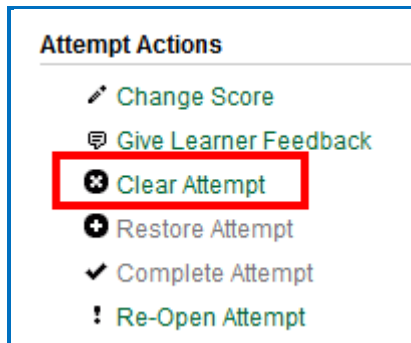 Attempt Actions
Change Score
Give Learner Feedback
Clear Attempt
Restore Attempt
Complete Attempt
Re-Open Attempt